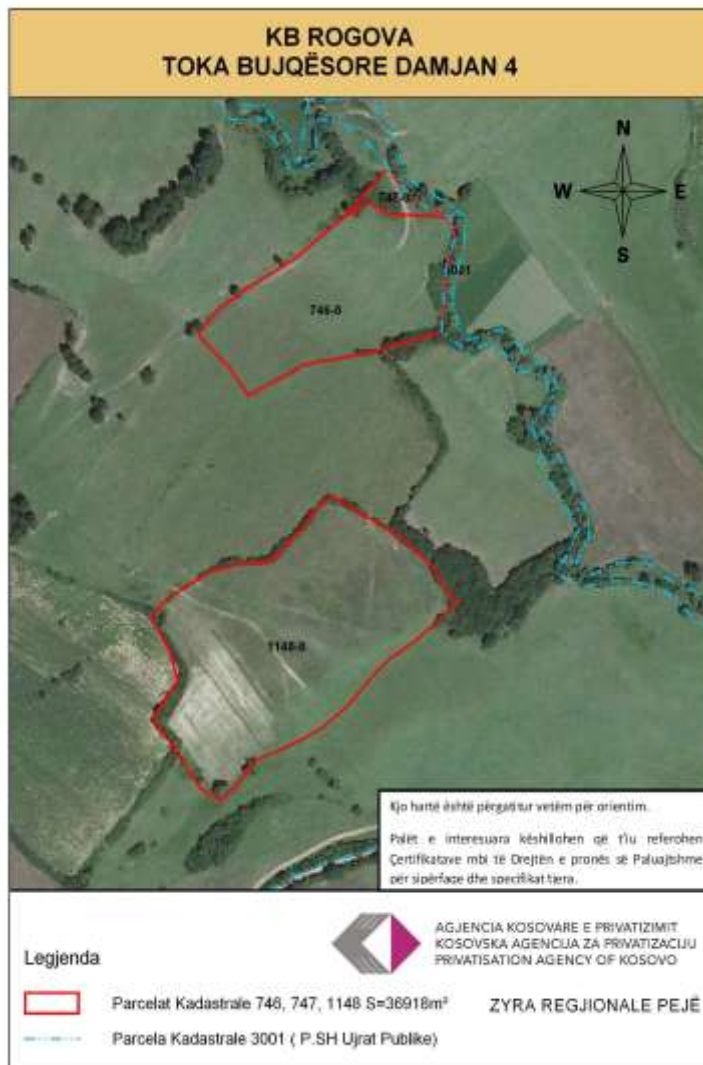 KB ROGOVA
TOKA BUJQËSORE DAMJAN 4
N
W E
S
746-0
1148-0
Kjo hartë është përgatitur vetëm për orientim.
Palët e interesuara këshillohen që t'iu referohen
Çertifikatave mbi të Drejtën e pronës së Paluajtshme
për sipërfaqe dhe specifikat tjera.
AGJENCIA KOSOVARE E PRIVATIZIMIT
KOSOVSKA AGENCIJA ZA PRIVATIZACIJU
PRIVATISATION AGENCY OF KOSOVO
Legjenda
Parcelat Kadastrale 746, 747, 1148 S=36918m²
ZYRA REGJIONALE PEJË
Parcela Kadastrale 3001 ( P.SH Ujrat Publike)